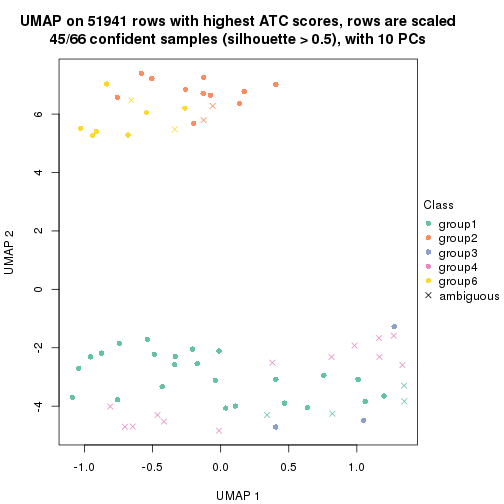 UMAP on 51941 rows with highest ATC scores, rows are scaled
45/66 confident samples (silhouette > 0.5), with 10 PCs
6
4
2
0
-2
-4
UMAP 2
-1.0
-0.5
0.0
0.5
1.0
UMAP 1
Class
group1
group2
group3
group4
group6
ambiguous